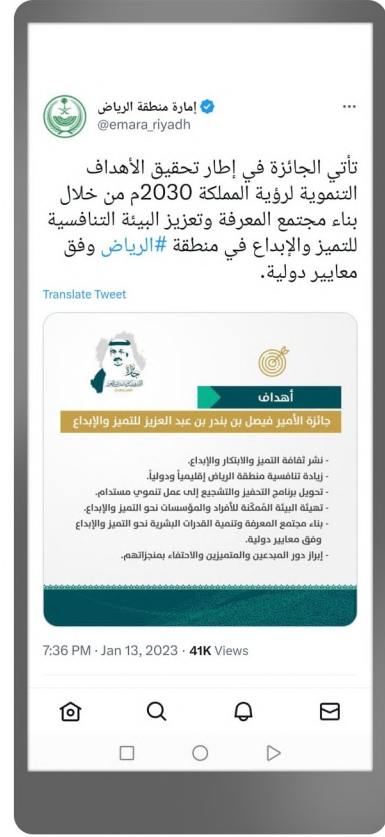 إمارة منطقة الرياض
@emara_riyadh
تأتي الجائزة في إطار تحقيق الأهداف
التنموية لرؤية المملكة 2030م من خلال
بناء مجتمع المعرفة وتعزيز البيئة التنافسية
للتميز والإبداع في منطقة #الرياض وفق
معايير دولية.
Translate Tweet
أهداف
جائزة الأمير فيصل بن بندر بن عبد العزيز للتميز والإبداع
- نشر ثقافة التميز والابتكار والإبداع.
- زيادة تنافسية منطقة الرياض إقليمياً ودولياً.
- تحويل برنامج التحفيز والتشجيع إلى عمل تنموي مستدام.
- تهيئة البيئة المُمكّنة للأفراد والمؤسسات نحو التميز والإبداع.
- بناء مجتمع المعرفة وتنمية القدرات البشرية نحو التميز والإبداع
وفق معايير دولية.
- إبراز دور المبدعين والمتميزين والاحتفاء بمنجزاتهم.
7:36 PM · Jan 13, 2023 · 41K Views